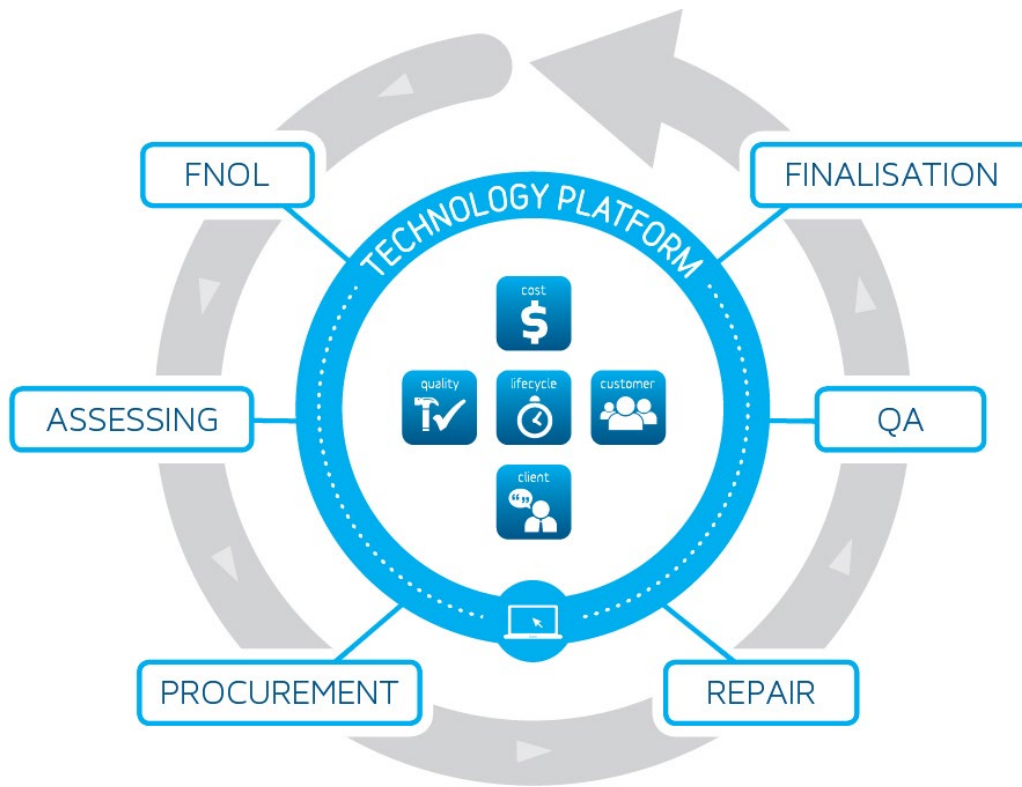 FNOL
FINALISATION
TECHNOLOGY PLATFORM
cost
$
quality
lifecycle
customer
ASSESSING
QA
client
PROCUREMENT
REPAIR